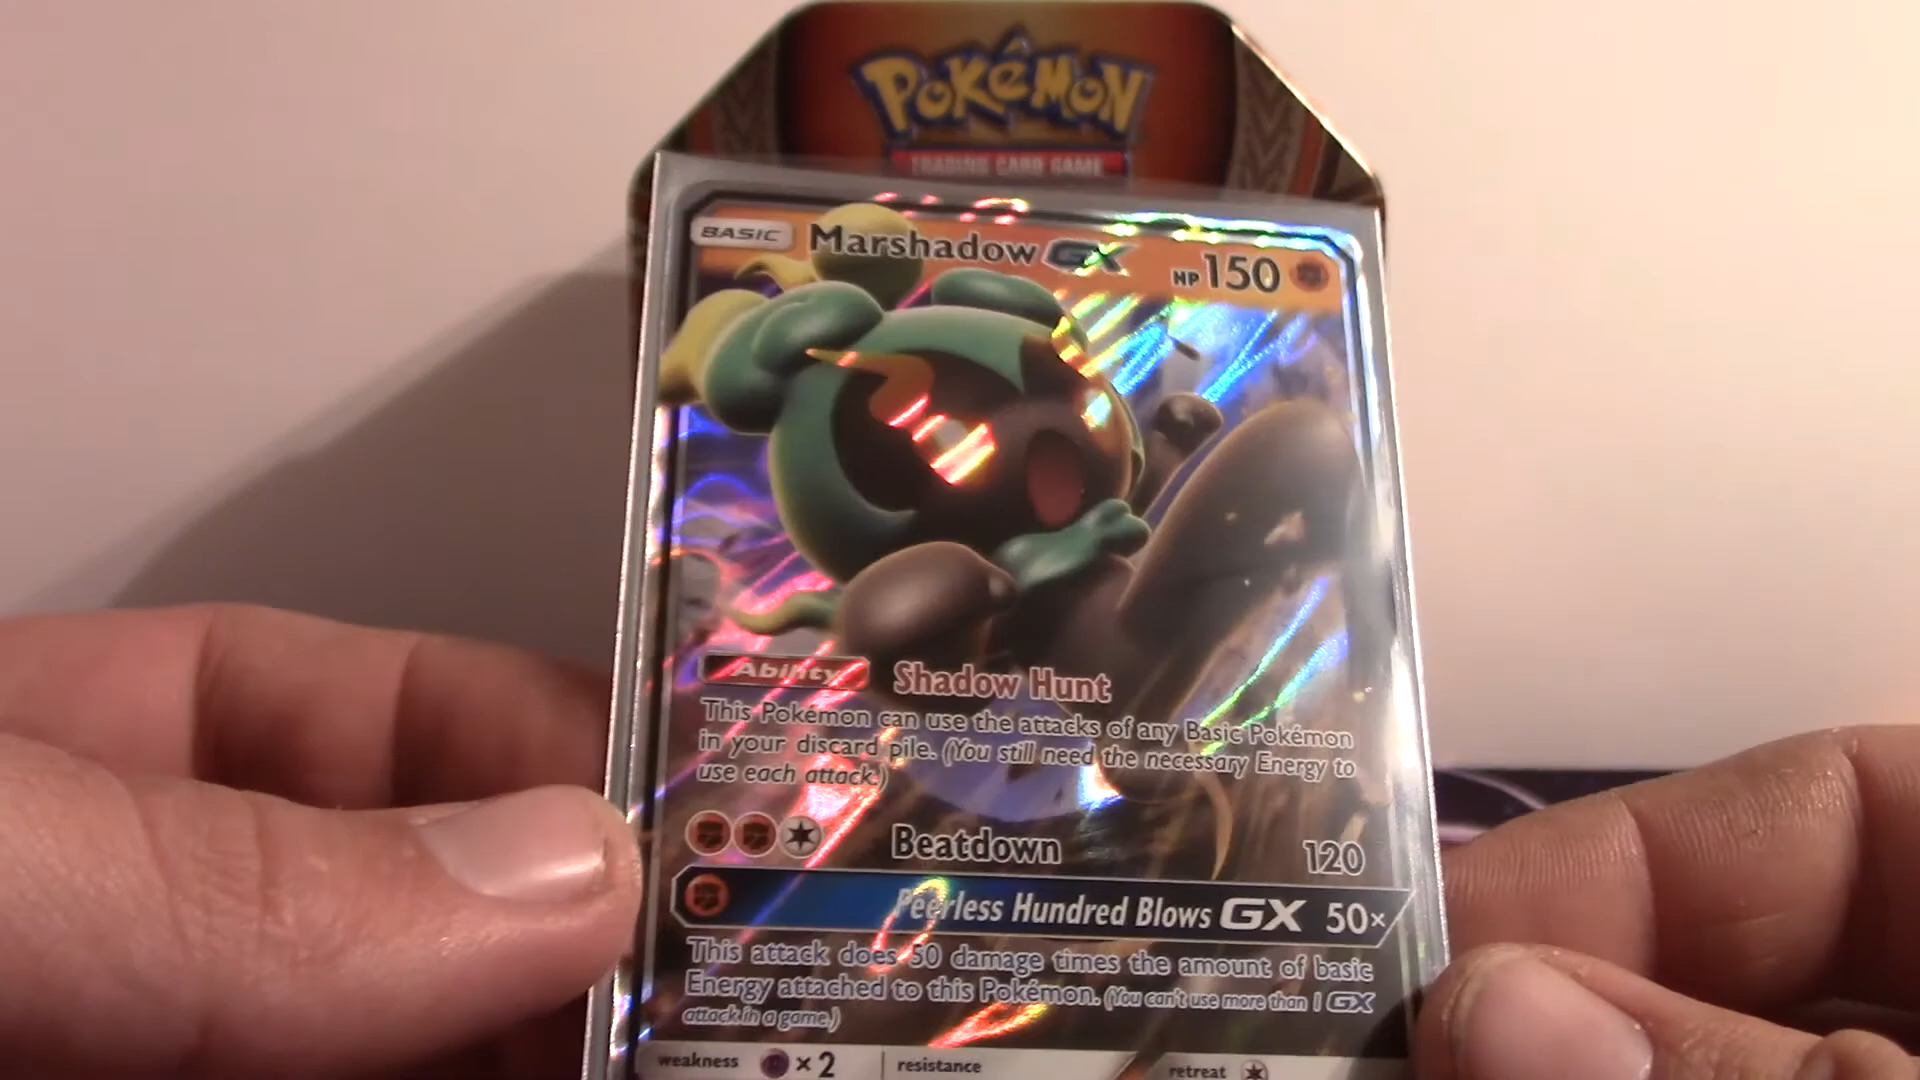 POKéMON
TRADING CARD GAME
BASIC Marshadow GX HP 150
Ability Shadow Hunt
This Pokémon can use the attacks of any Basic Pokémon
in your discard pile. (You still need the necessary Energy to
use each attack.)
Beatdown 120
Peerless Hundred Blows GX 50×
This attack does 50 damage times the amount of basic
Energy attached to this Pokémon. (You can't use more than 1 GX
attack in a game.)
weakness ×2 resistance retreat